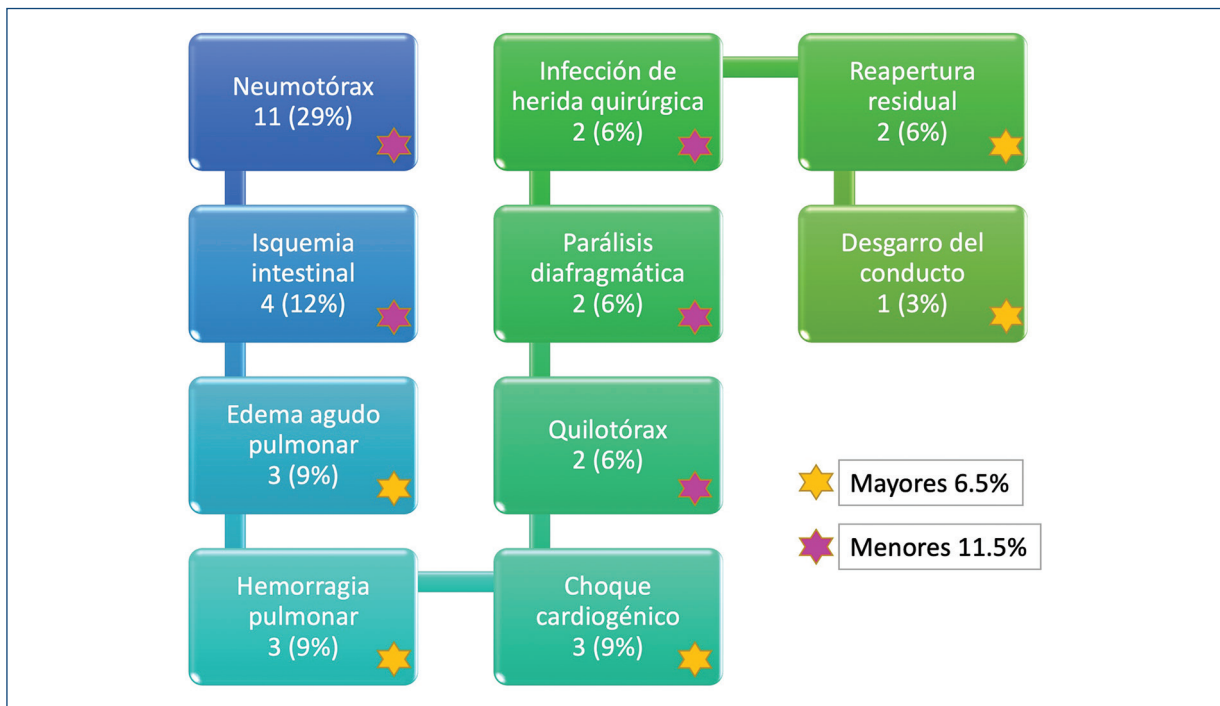 Neumotórax
11 (29%)
Isquemia
intestinal
4 (12%)
Edema agudo
pulmonar
3 (9%)
Hemorragia
pulmonar
3 (9%)
Choque
cardiogénico
3 (9%)
Quilotórax
2 (6%)
Parálisis
diafragmática
2 (6%)
Infección de
herida quirúrgica
2 (6%)
Reapertura
residual
2 (6%)
Desgarro del
conducto
1 (3%)
Mayores 6.5%
Menores 11.5%